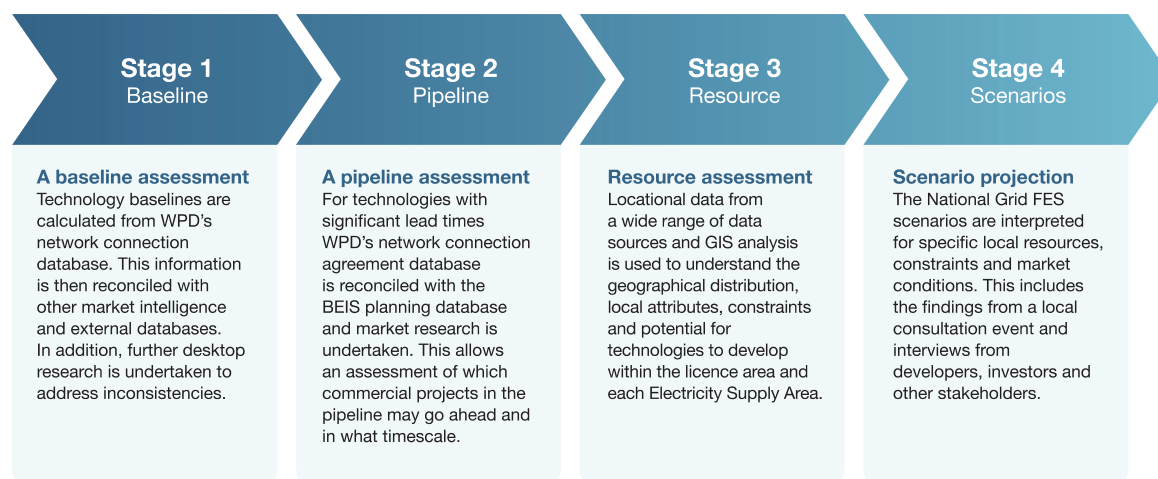 Stage 1
Baseline
Stage 2
Pipeline
Stage 3
Resource
Stage 4
Scenarios
A baseline assessment
Technology baselines are
calculated from WPD’s
network connection
database. This information
is then reconciled with
other market intelligence
and external databases.
In addition, further desktop
research is undertaken to
address inconsistencies.
A pipeline assessment
For technologies with
significant lead times
WPD’s network connection
agreement database
is reconciled with the
BEIS planning database
and market research is
undertaken. This allows
an assessment of which
commercial projects in the
pipeline may go ahead and
in what timescale.
Resource assessment
Locational data from
a wide range of data
sources and GIS analysis
is used to understand the
geographical distribution,
local attributes, constraints
and potential for
technologies to develop
within the licence area and
each Electricity Supply Area.
Scenario projection
The National Grid FES
scenarios are interpreted
for specific local resources,
constraints and market
conditions. This includes
the findings from a local
consultation event and
interviews from
developers, investors and
other stakeholders.